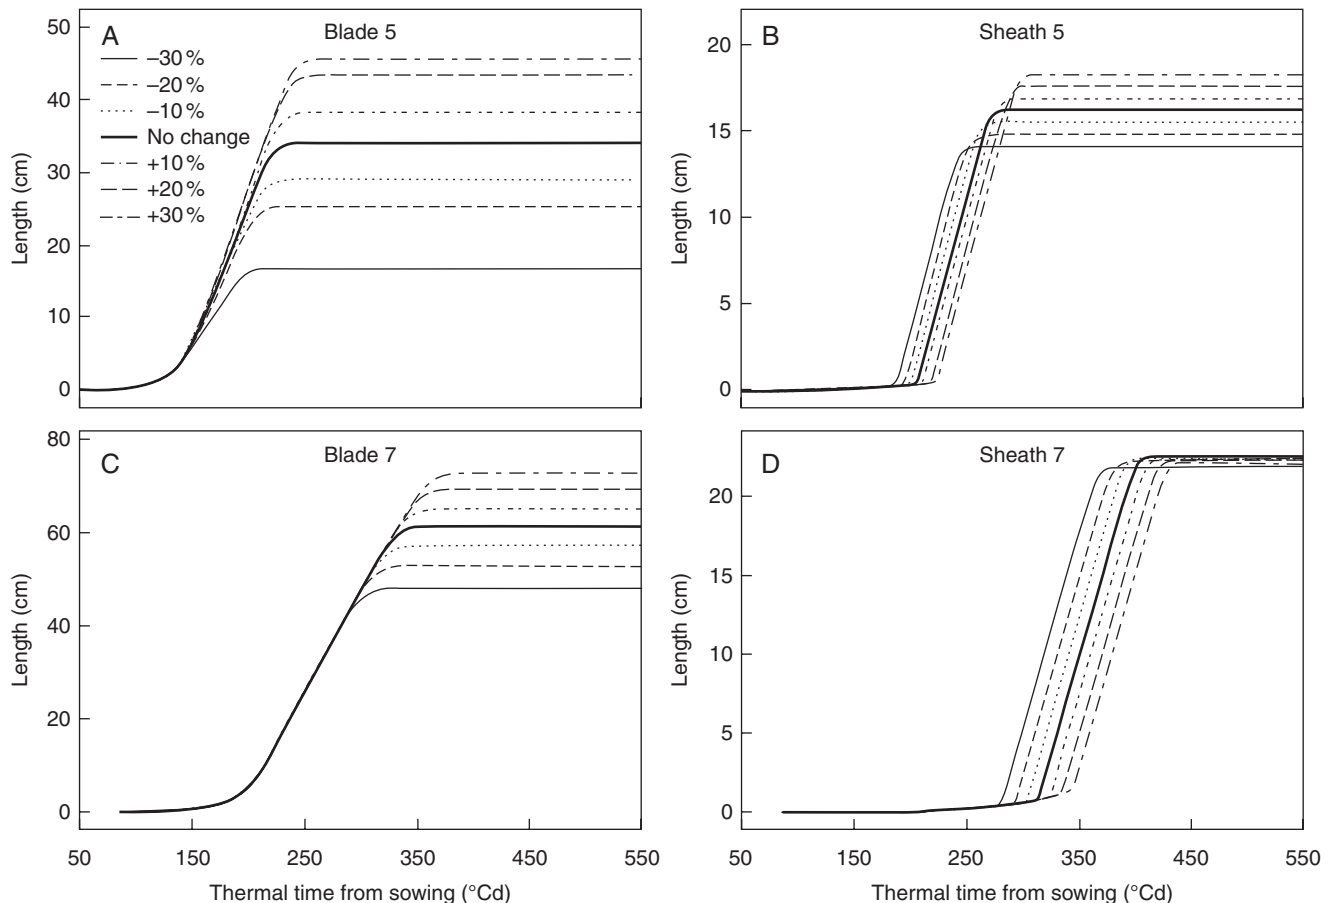 A
Blade 5
50
40
30
20
10
0
Length (cm)
–30 %
–20 %
–10 %
No change
+10 %
+20 %
+30 %
B
Sheath 5
20
15
10
5
0
Length (cm)
C
Blade 7
80
60
40
20
0
Length (cm)
50 150 250 350 450 550
Thermal time from sowing (°Cd)
D
Sheath 7
20
15
10
5
0
Length (cm)
50 150 250 350 450 550
Thermal time from sowing (°Cd)